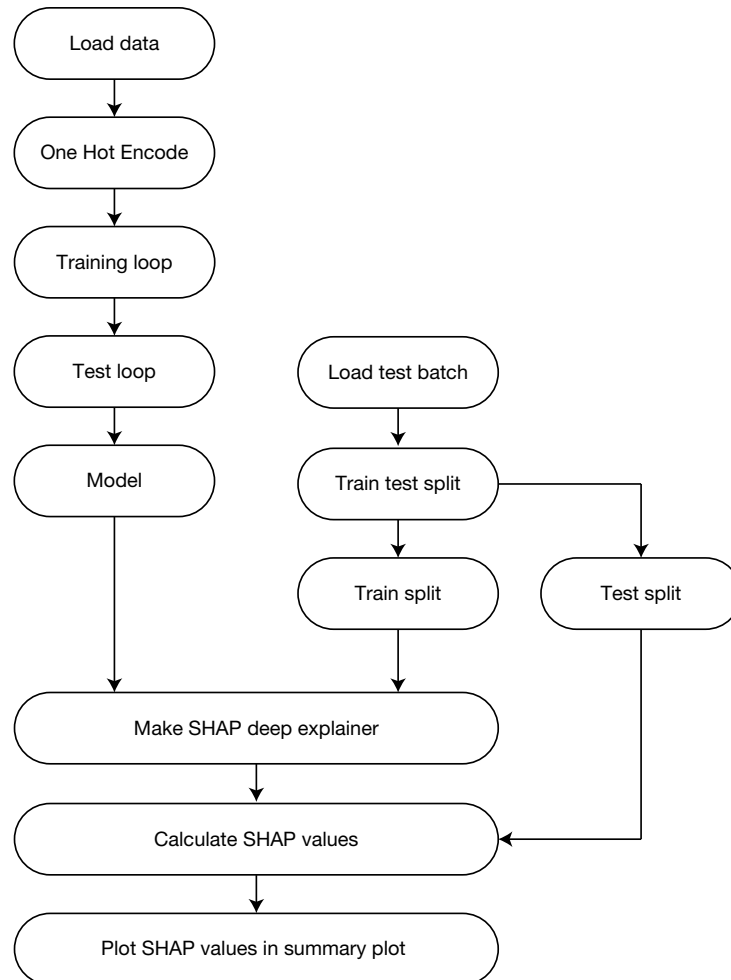 Load data
One Hot Encode
Training loop
Test loop
Load test batch
Model
Train test split
Train split
Test split
Make SHAP deep explainer
Calculate SHAP values
Plot SHAP values in summary plot